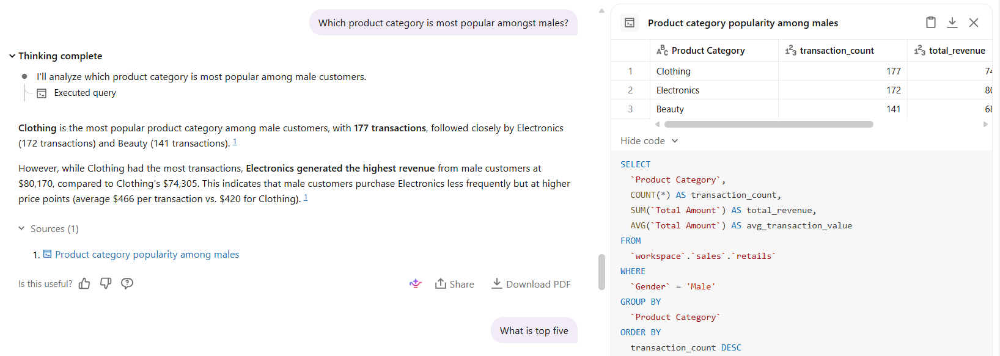 Which product category is most popular amongst males?
Thinking complete
I'll analyze which product category is most popular among male customers.
Executed query
Clothing is the most popular product category among male customers, with 177 transactions, followed closely by Electronics
(172 transactions) and Beauty (141 transactions). 1
However, while Clothing had the most transactions, Electronics generated the highest revenue from male customers at
$80,170, compared to Clothing's $74,305. This indicates that male customers purchase Electronics less frequently but at higher
price points (average $466 per transaction vs. $420 for Clothing). 1
Sources (1)
1. Product category popularity among males
Is this useful?
Share
Download PDF
What is top five
Product category popularity among males
ABC Product Category 123 transaction_count 123 total_revenue
1 Clothing 177 74
2 Electronics 172 80
3 Beauty 141 68
Hide code
SELECT
`Product Category`,
COUNT(*) AS transaction_count,
SUM(`Total Amount`) AS total_revenue,
AVG(`Total Amount`) AS avg_transaction_value
FROM
`workspace`.`sales`.`retails`
WHERE
`Gender` = 'Male'
GROUP BY
`Product Category`
ORDER BY
transaction_count DESC